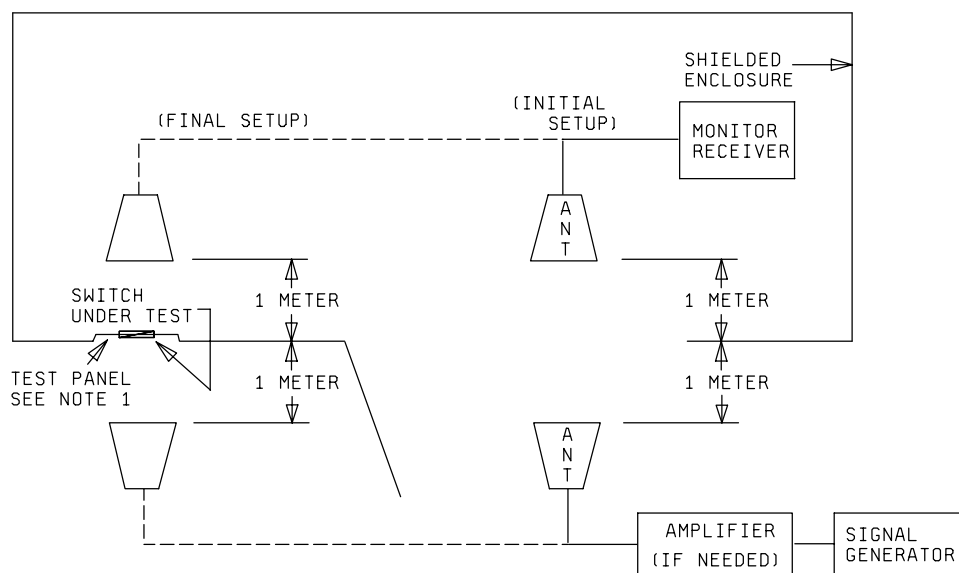 SHIELDED
ENCLOSURE
(INITIAL
SETUP)
(FINAL SETUP)
MONITOR
RECEIVER
ANT
SWITCH
UNDER TEST
1 METER
1 METER
TEST PANEL
SEE NOTE 1
1 METER
1 METER
ANT
AMPLIFIER
(IF NEEDED)
SIGNAL
GENERATOR